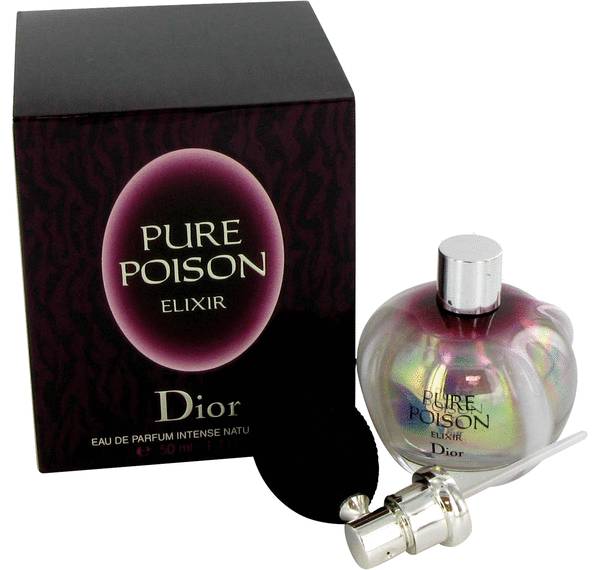 PURE
POISON
ELIXIR
Dior
EAU DE PARFUM INTENSE NATU
e 50 ml
PURE
POISON
ELIXIR
Dior